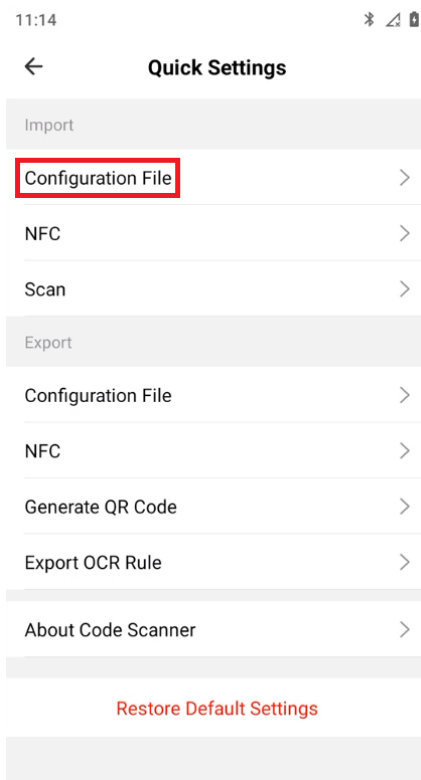 11:14
Quick Settings
Import
Configuration File
NFC
Scan
Export
Configuration File
NFC
Generate QR Code
Export OCR Rule
About Code Scanner
Restore Default Settings